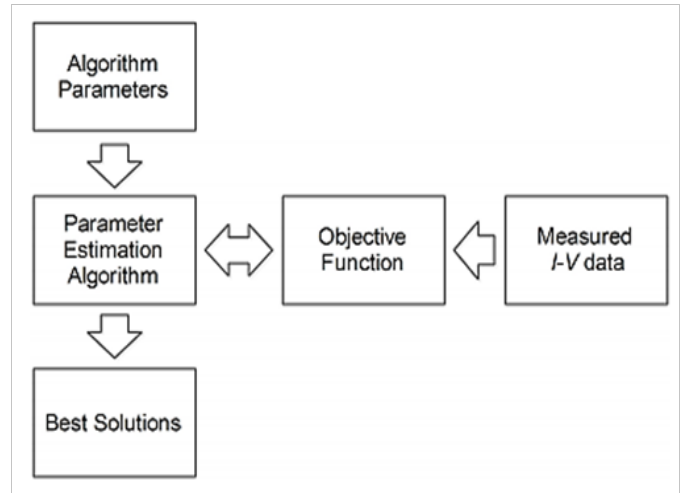 Algorithm
Parameters
Parameter
Estimation
Algorithm
Objective
Function
Measured
I-V data
Best Solutions